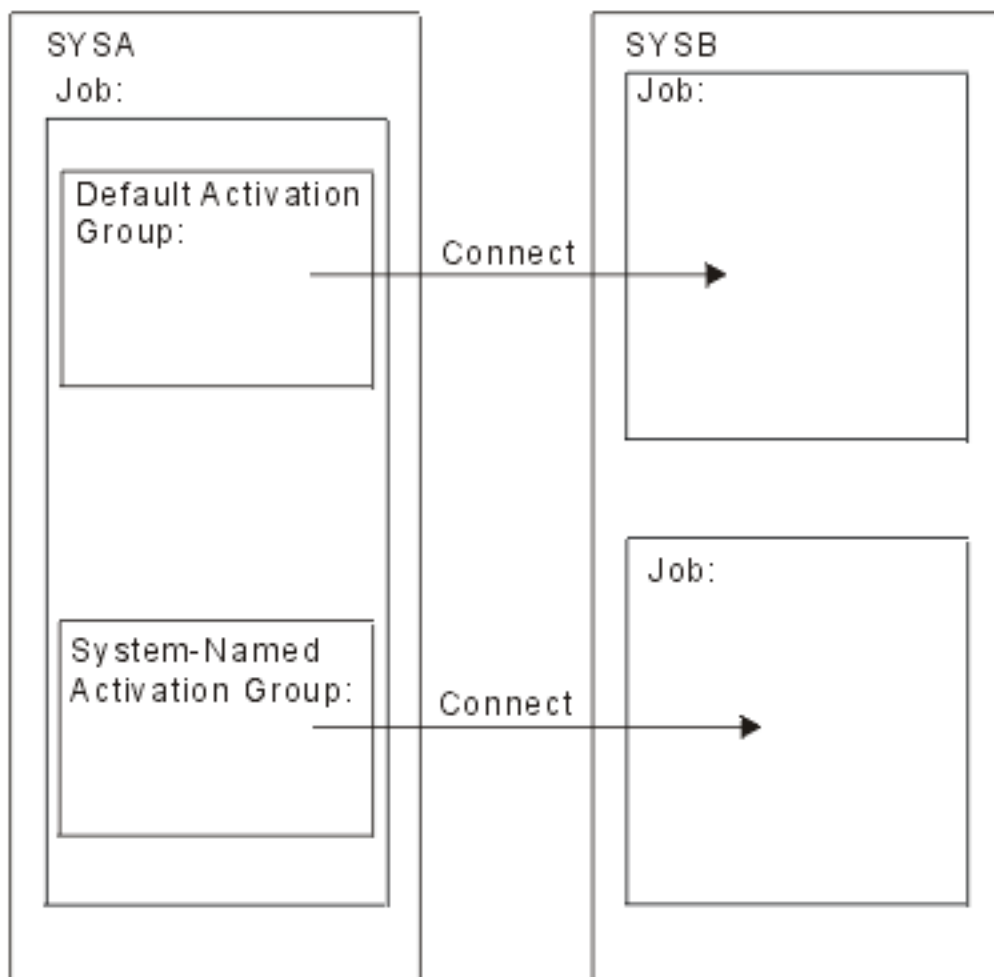 SYSA
Job:
Default Activation
Group:
Connect
System-Named
Activation Group:
Connect
SYSB
Job:
Job: